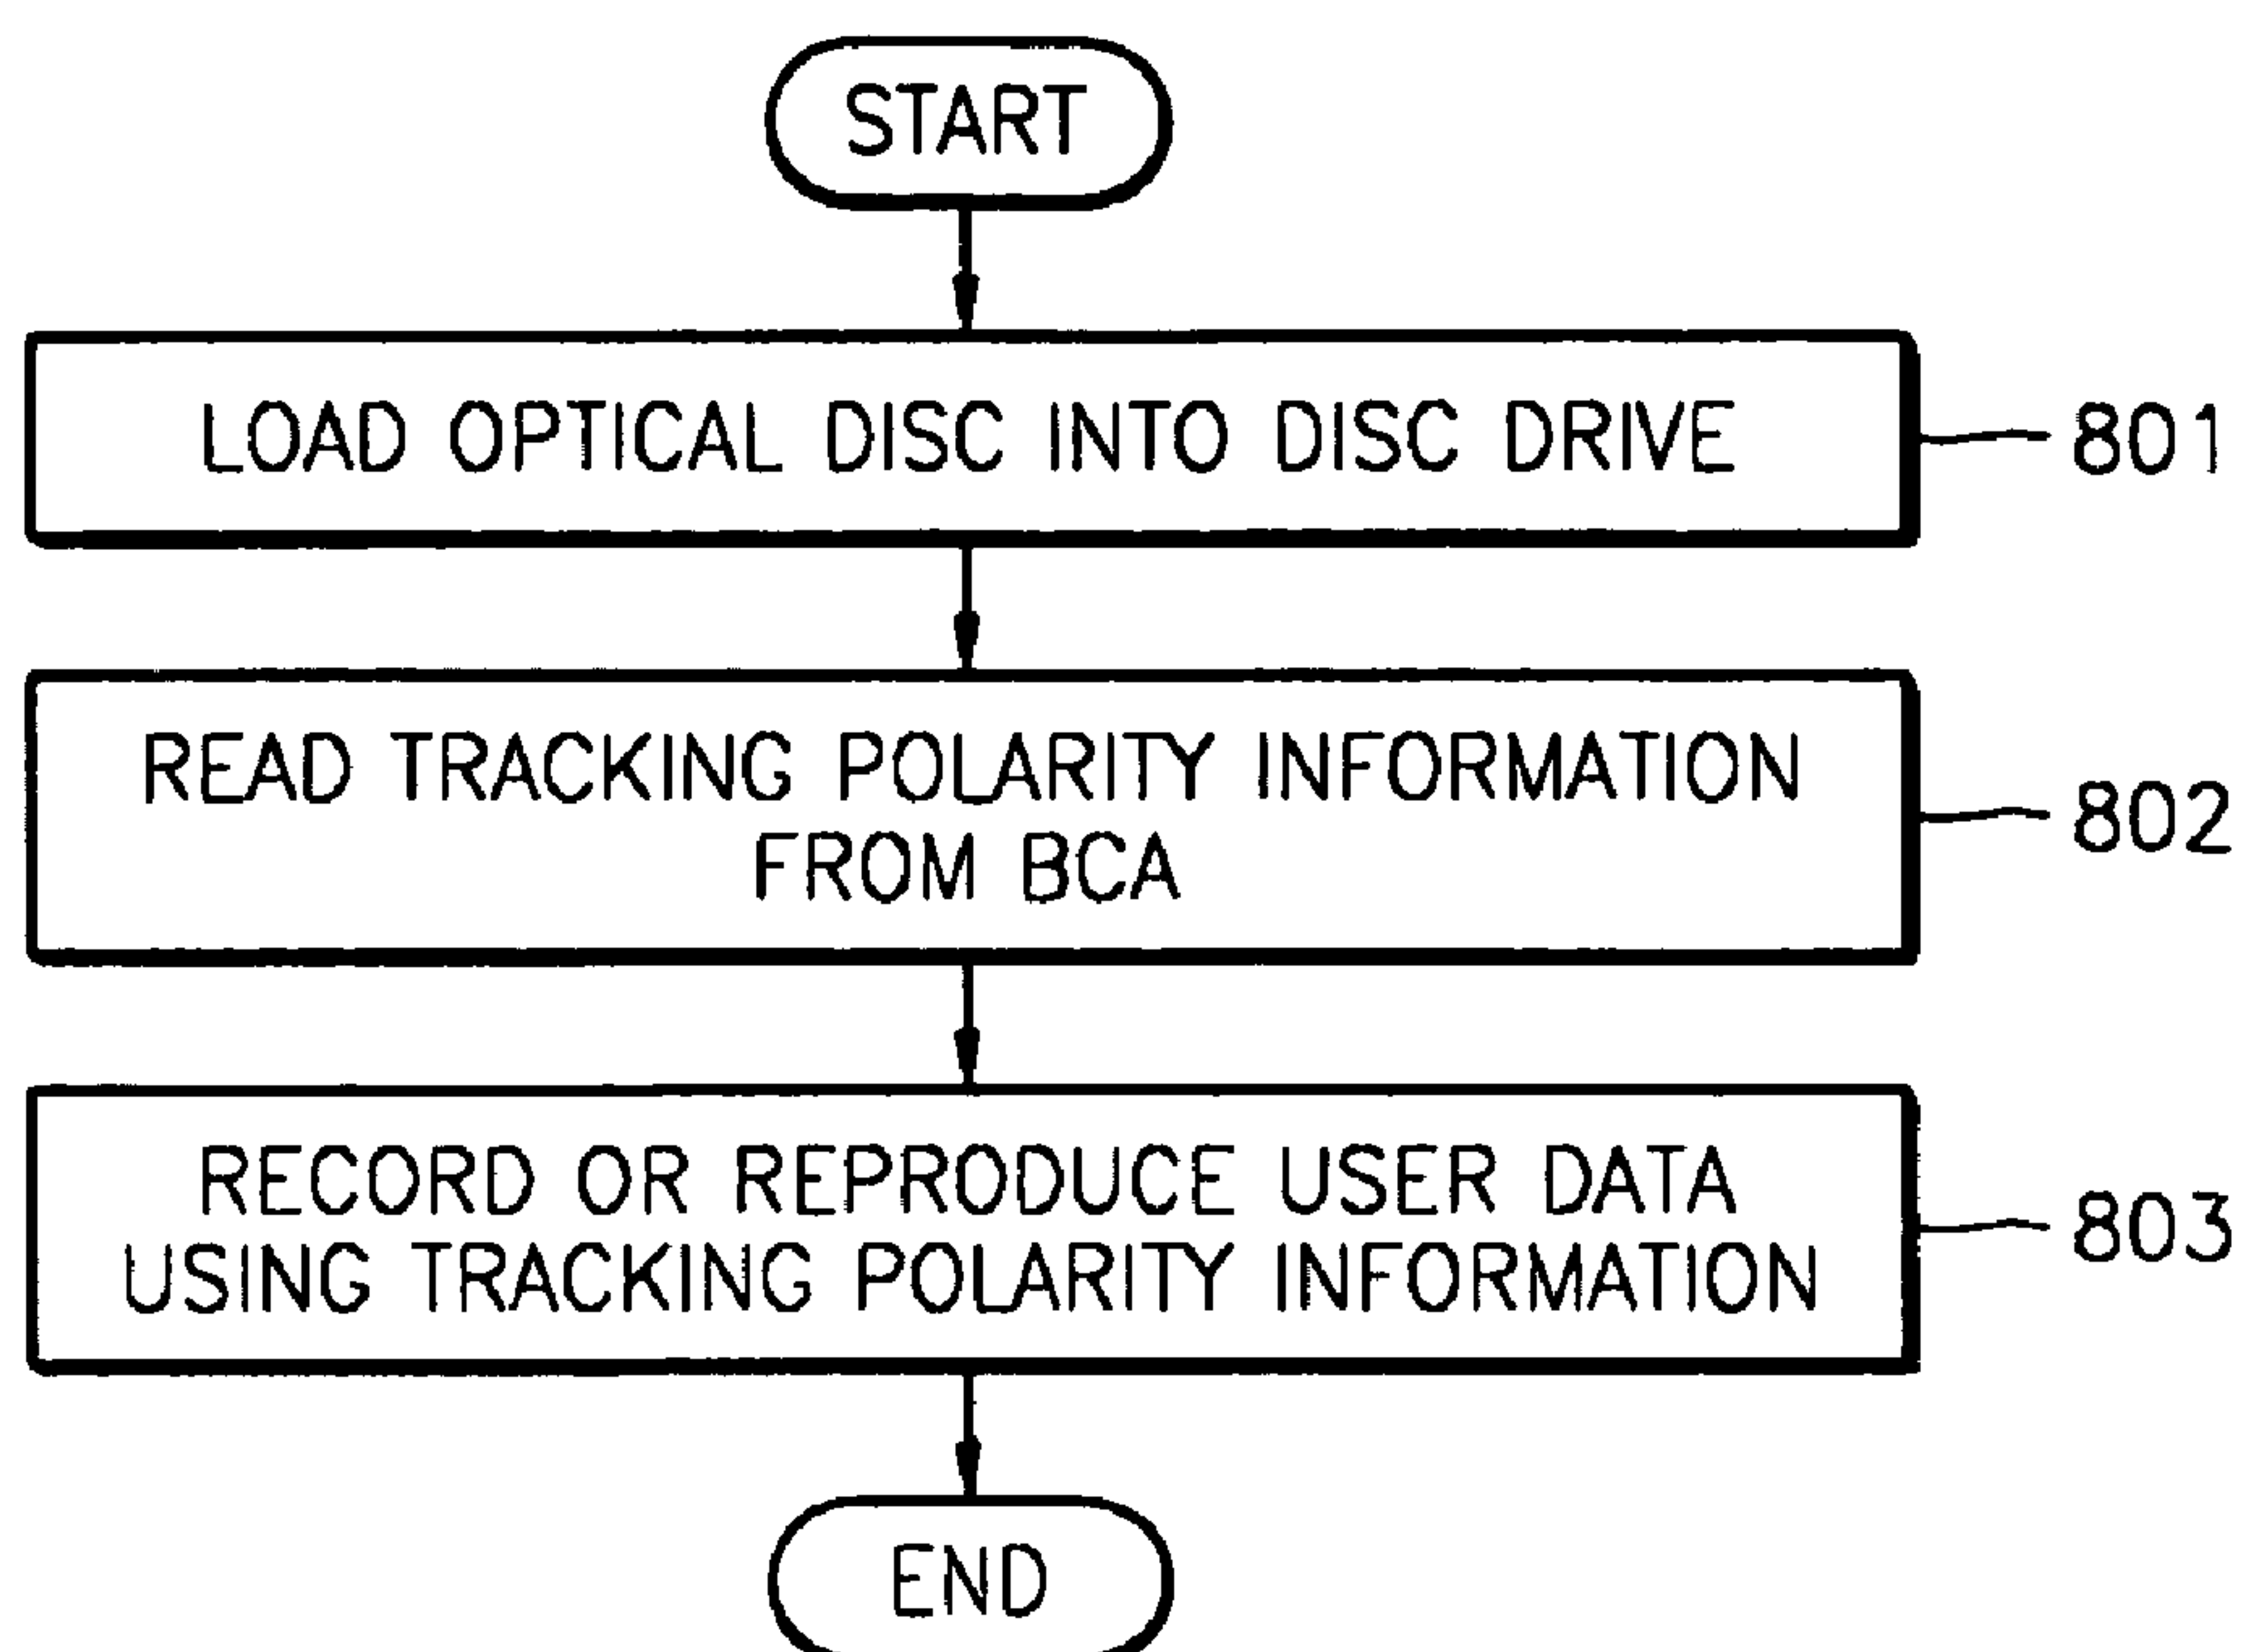 START
LOAD OPTICAL DISC INTO DISC DRIVE
801
READ TRACKING POLARITY INFORMATION
FROM BCA
802
RECORD OR REPRODUCE USER DATA
USING TRACKING POLARITY INFORMATION
803
END